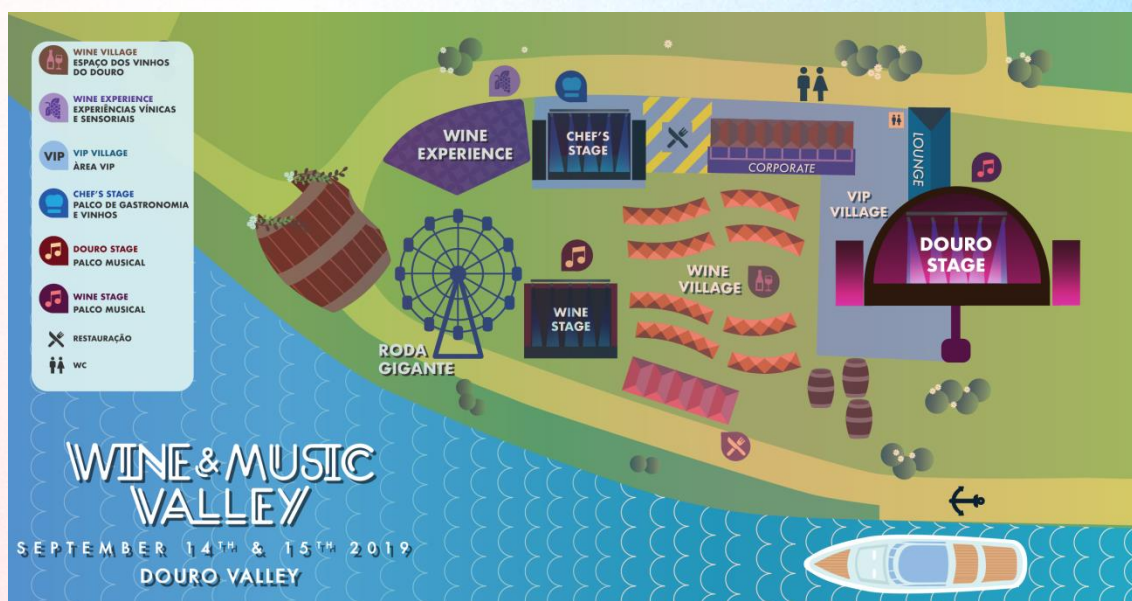 WINE VILLAGE
ESPAÇO DOS VINHOS
DO DOURO
WINE EXPERIENCE
EXPERIÊNCIAS VÍNICAS
E SENSORIAIS
VIP
VIP VILLAGE
ÀREA VIP
CHEF'S STAGE
PALCO DE GASTRONOMIA
E VINHOS
DOURO STAGE
PALCO MUSICAL
WINE STAGE
PALCO MUSICAL
RESTAURAÇÃO
WC
WINE
EXPERIENCE
CHEF'S
STAGE
CORPORATE
LOUNGE
VIP
VILLAGE
DOURO
STAGE
WINE
VILLAGE
WINE
STAGE
RODA
GIGANTE
WINE & MUSIC
VALLEY
SEPTEMBER 14TH & 15TH 2019
DOURO VALLEY